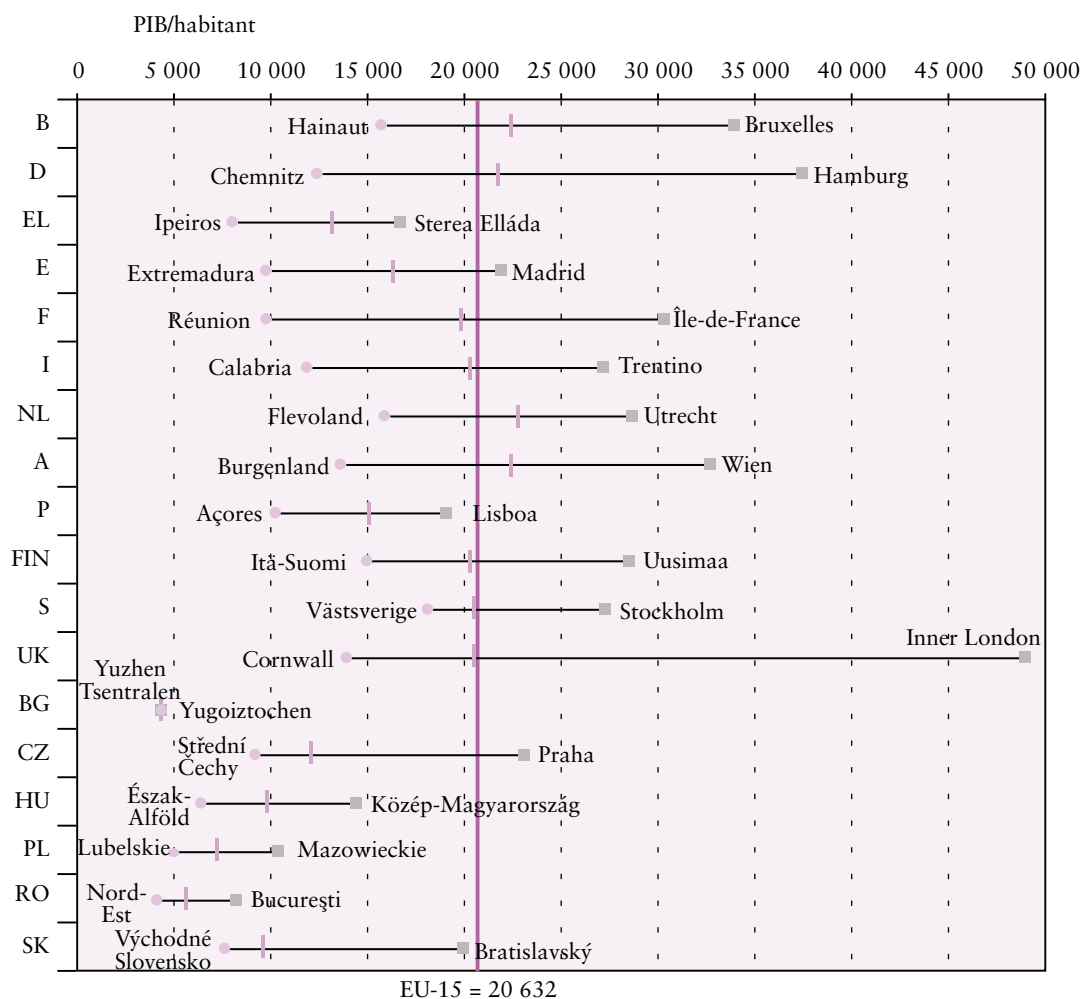 PIB/habitant
0 5 000 10 000 15 000 20 000 25 000 30 000 35 000 40 000 45 000 50 000
B Hainaut Bruxelles
D Chemnitz Hamburg
EL Ipeiros Sterea Elláda
E Extremadura Madrid
F Réunion Île-de-France
I Calabria Trentino
NL Flevoland Utrecht
A Burgenland Wien
P Açores Lisboa
FIN Itä-Suomi Uusimaa
S Västsverige Stockholm
Inner London
UK Cornwall
Yuzhen
Tsentralen
BG Yugoiztochen
CZ Střední Praha
Čechy
HU Észak- Közép-Magyarország
Alföld
PL Lubelskie Mazowieckie
RO Nord- Bucureşti
Est
SK Východné Bratislavský
Slovensko
EU-15 = 20 632